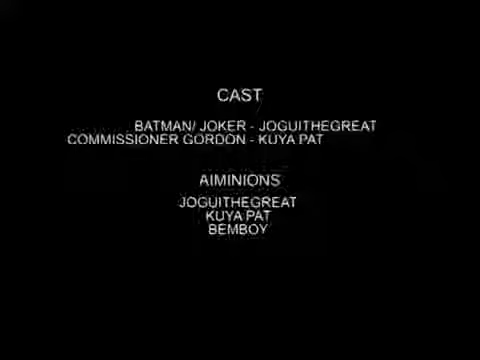 CAST
BATMAN/ JOKER - JOGUITHEGREAT
COMMISSIONER GORDON - KUYA PAT
AIMINIONS
JOGUITHEGREAT
KUYA PAT
BEMBOY